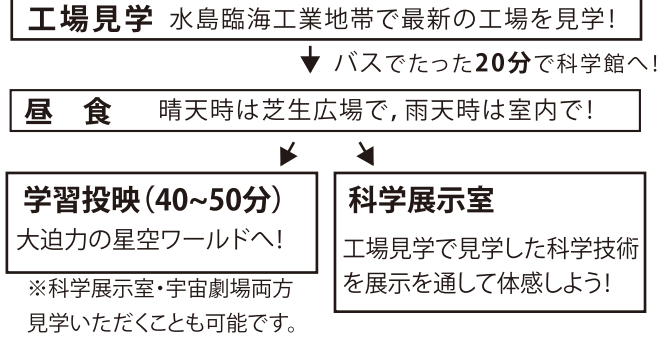 工場見学 水島臨海工業地帯で最新の工場を見学!
バスでたった20分で科学館へ!
昼 食 晴天時は芝生広場で,雨天時は室内で!
学習投映(40~50分)
大迫力の星空ワールドへ!
※科学展示室・宇宙劇場両方
見学いただくことも可能です。
科学展示室
工場見学で見学した科学技術
を展示を通して体感しよう!